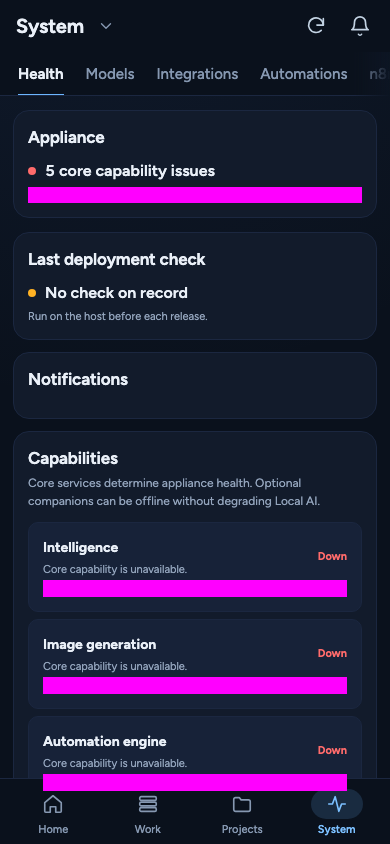 System
Health Models Integrations Automations n8
Appliance
5 core capability issues
Last deployment check
No check on record
Run on the host before each release.
Notifications
Capabilities
Core services determine appliance health. Optional
companions can be offline without degrading Local AI.
Intelligence
Down
Core capability is unavailable.
Image generation
Down
Core capability is unavailable.
Automation engine
Down
Core capability is unavailable.
Home Work Projects System